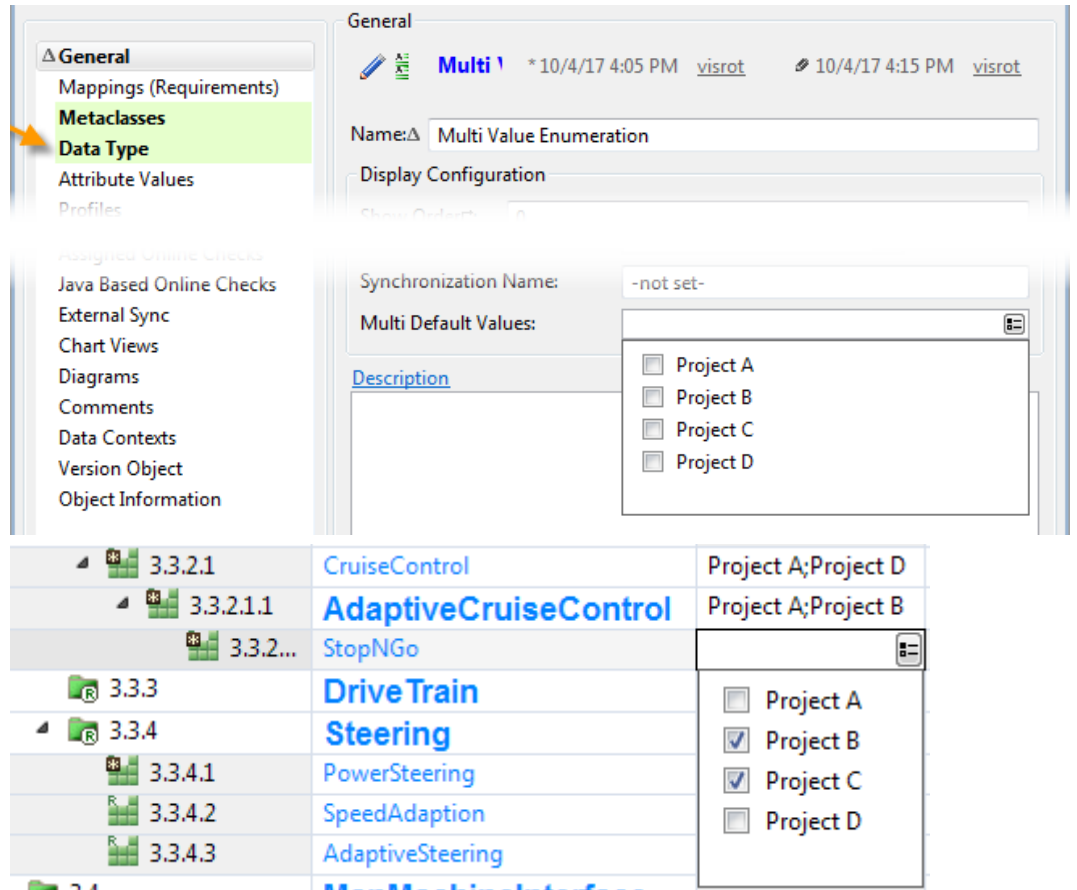 General
General
Mappings (Requirements)
Metaclasses
Data Type
Attribute Values
Profiles
Assigned Online Checks
Java Based Online Checks
External Sync
Chart Views
Diagrams
Comments
Data Contexts
Version Object
Object Information
Multi * 10/4/17 4:05 PM visrot 10/4/17 4:15 PM visrot
Name: Multi Value Enumeration
Display Configuration
Synchronization Name: -not set-
Multi Default Values:
Project A
Project B
Project C
Project D
Description
3.3.2.1 CruiseControl Project A;Project D
3.3.2.1.1 AdaptiveCruiseControl Project A;Project B
3.3.2... StopNGo
3.3.3 DriveTrain
3.3.4 Steering
3.3.4.1 PowerSteering
3.3.4.2 SpeedAdaption
3.3.4.3 AdaptiveSteering
Project A
Project B
Project C
Project D